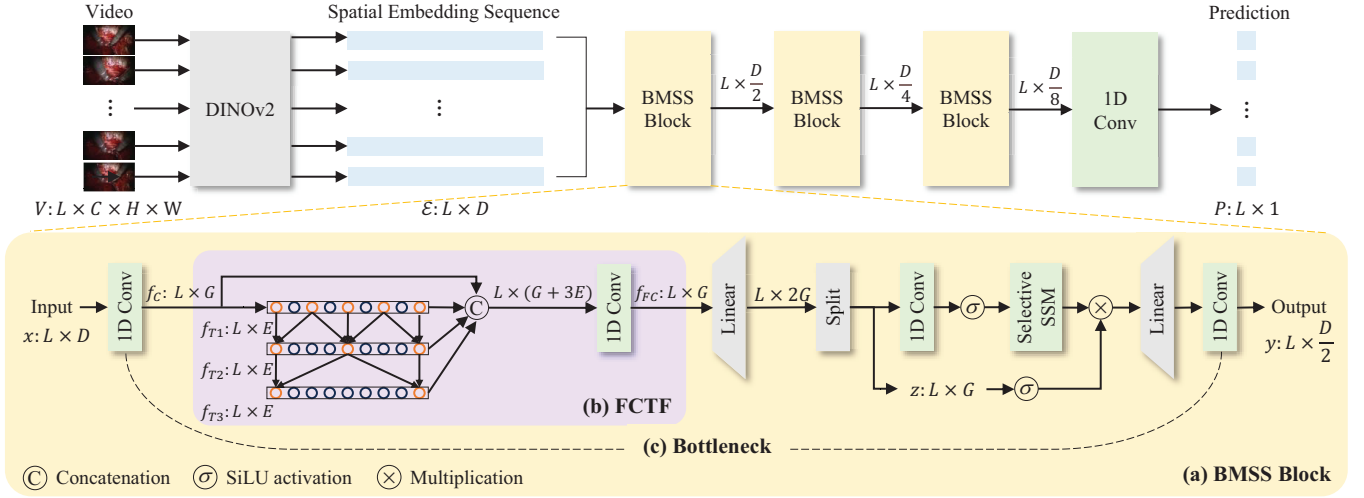 Video
Spatial Embedding Sequence
Prediction
DINOv2
⋮
⋮
⋮
BMSS
Block
L × D/2
BMSS
Block
L × D/4
BMSS
Block
L × D/8
1D
Conv
V: L × C × H × W
ℰ: L × D
P: L × 1
Input
x: L × D
1D Conv
f_C: L × G
f_T1: L × E
f_T2: L × E
f_T3: L × E
C
L × (G + 3E)
1D Conv
f_FC: L × G
(b) FCTF
Linear
L × 2G
Split
1D Conv
σ
Selective
SSM
×
z: L × G
σ
Linear
1D Conv
Output
y: L × D/2
(c) Bottleneck
C Concatenation
σ SiLU activation
× Multiplication
(a) BMSS Block